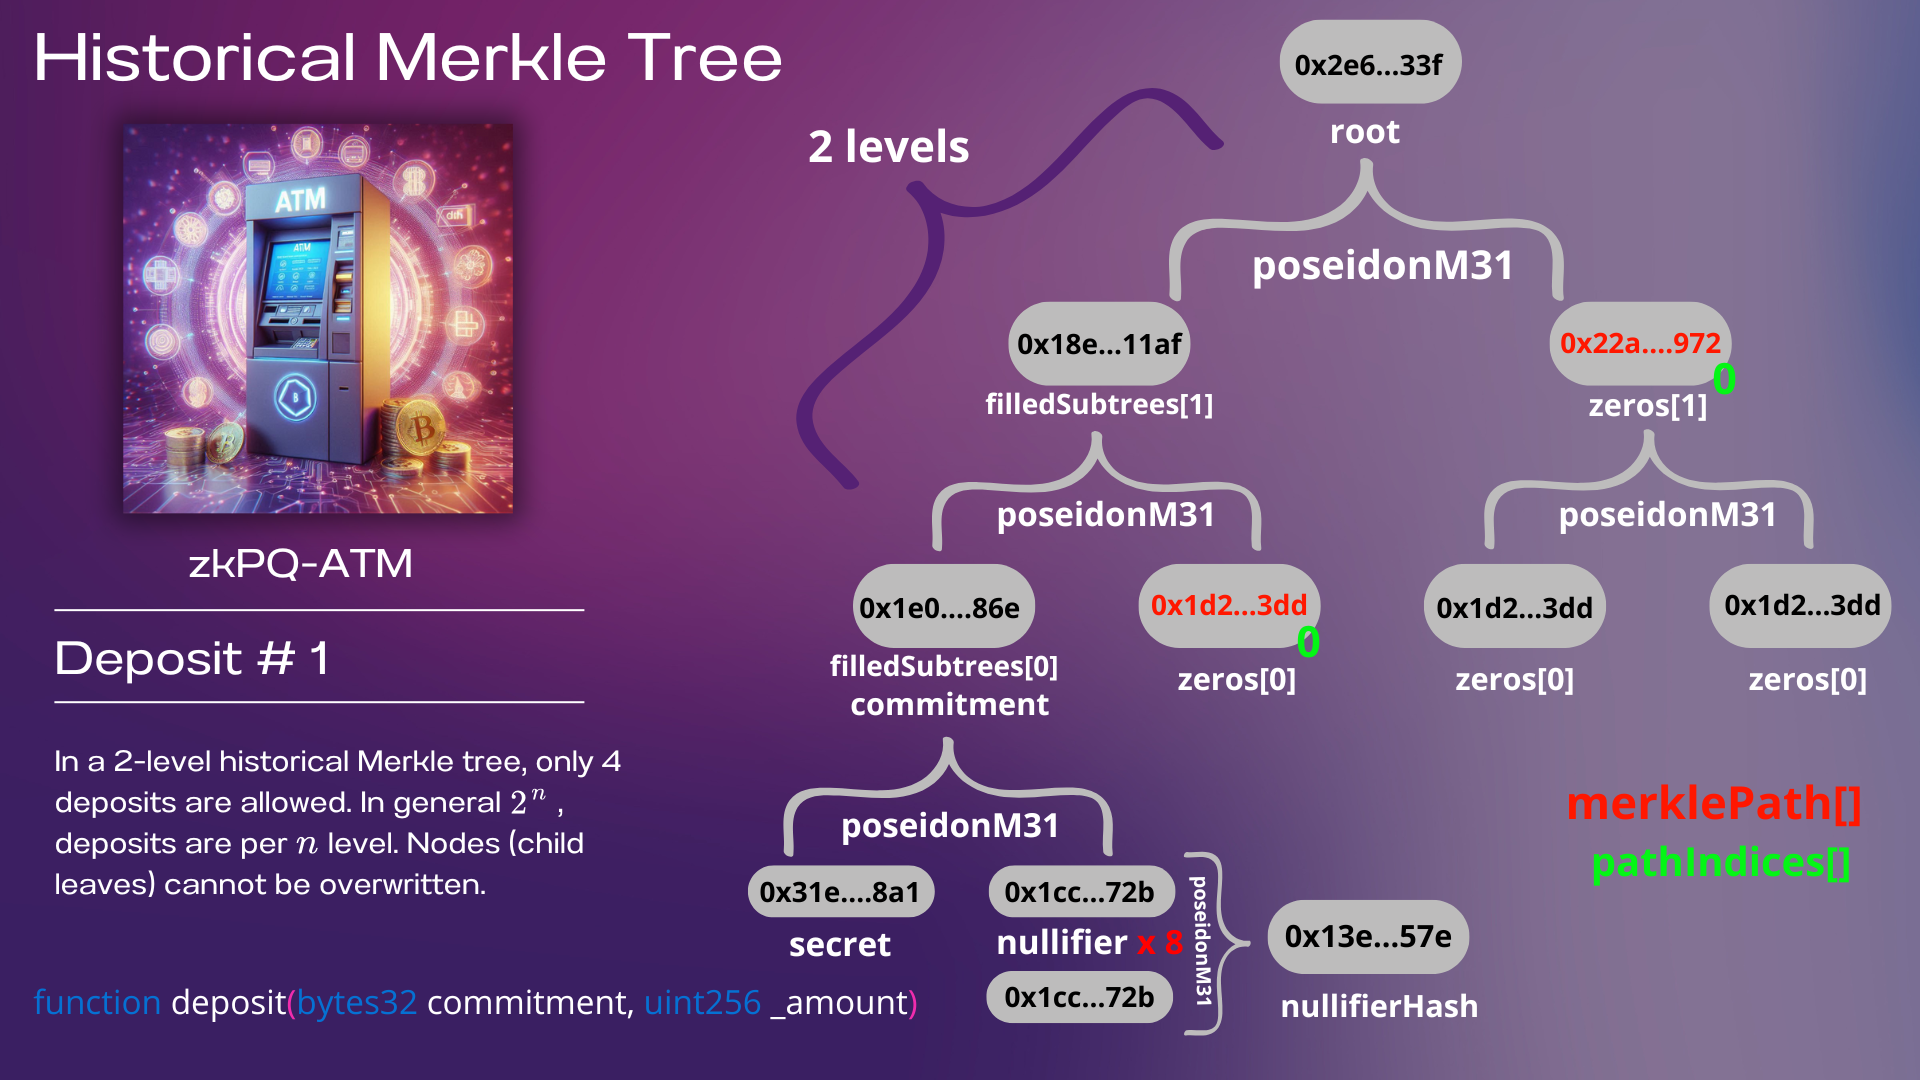 Historical Merkle Tree
ATM
ATM
zkPQ-ATM
Deposit # 1
In a 2-level historical Merkle tree, only 4
deposits are allowed. In general 2^n ,
deposits are per n level. Nodes (child
leaves) cannot be overwritten.
function deposit(bytes32 commitment, uint256 _amount)
2 levels
0x2e6...33f
root
poseidonM31
0x18e...11af
filledSubtrees[1]
0x22a....972
0
zeros[1]
poseidonM31
poseidonM31
0x1e0....86e
filledSubtrees[0]
commitment
0x1d2...3dd
0
zeros[0]
0x1d2...3dd
zeros[0]
0x1d2...3dd
zeros[0]
poseidonM31
0x31e....8a1
secret
0x1cc...72b
nullifier x 8
0x1cc...72b
poseidonM31
0x13e...57e
nullifierHash
merklePath[]
pathIndices[]